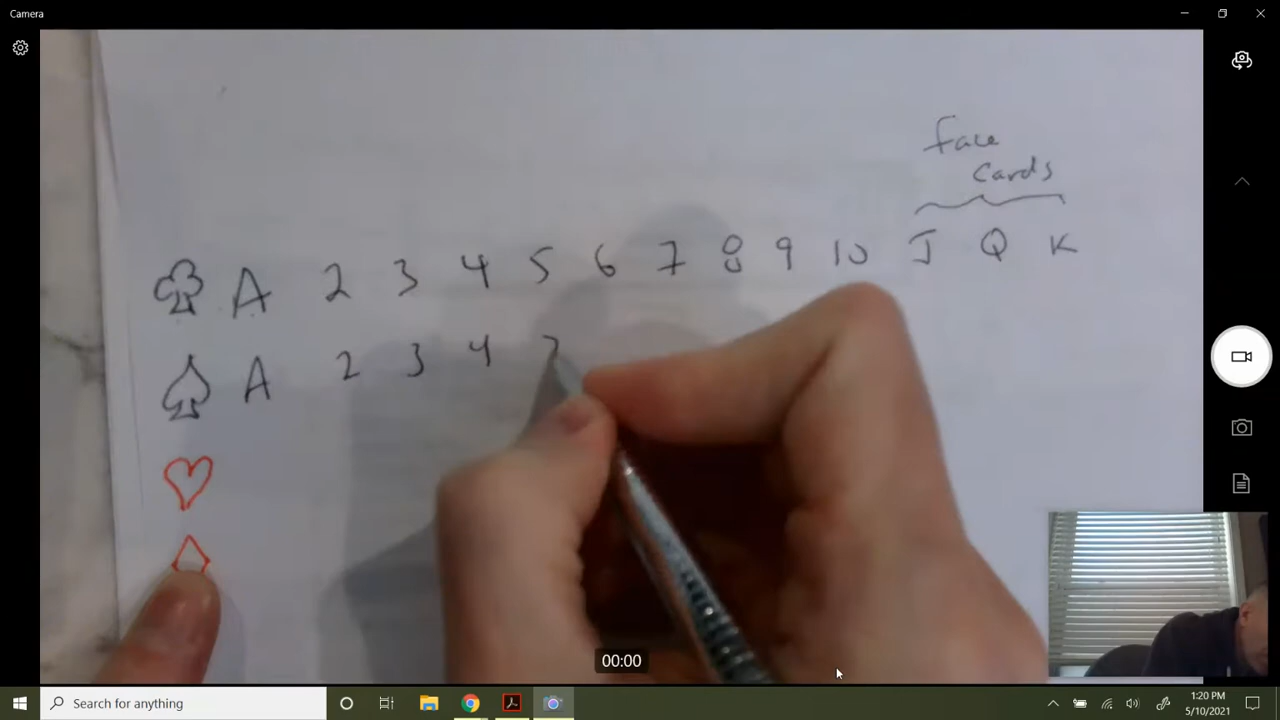 Camera
face
cards
A 2 3 4 5 6 7 8 9 10 J Q K
A 2 3 4
00:00
Search for anything
1:20 PM
5/10/2021